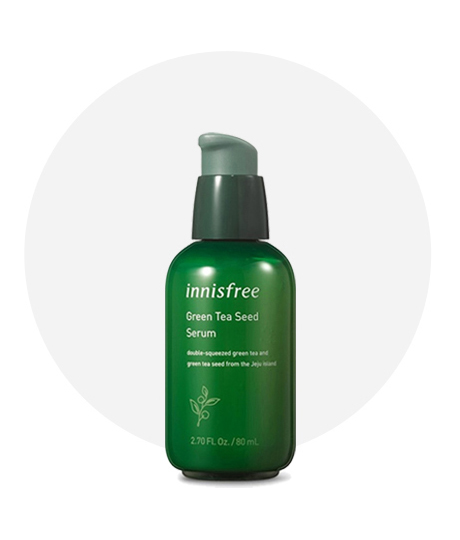 innisfree
Green Tea Seed
Serum
double-squeezed green tea and
green tea seed from the Jeju island
2.70 FL. Oz. / 80 mL